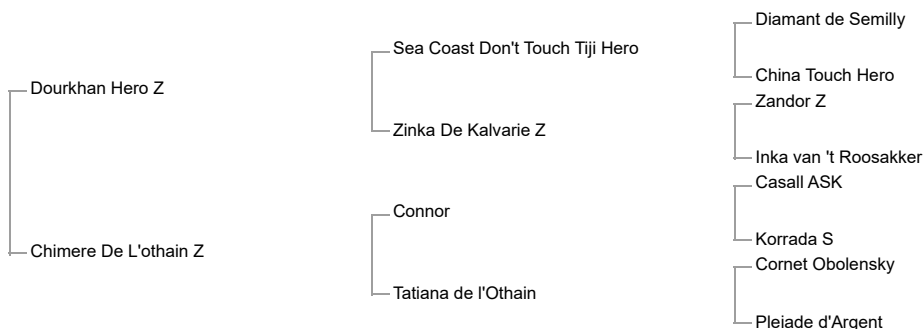 Diamant de Semilly
Sea Coast Don't Touch Tiji Hero
China Touch Hero
Dourkhan Hero Z
Zandor Z
Zinka De Kalvarie Z
Inka van 't Roosakker
Casall ASK
Connor
Korrada S
Chimere De L'othain Z
Cornet Obolensky
Tatiana de l'Othain
Pleiade d'Argent